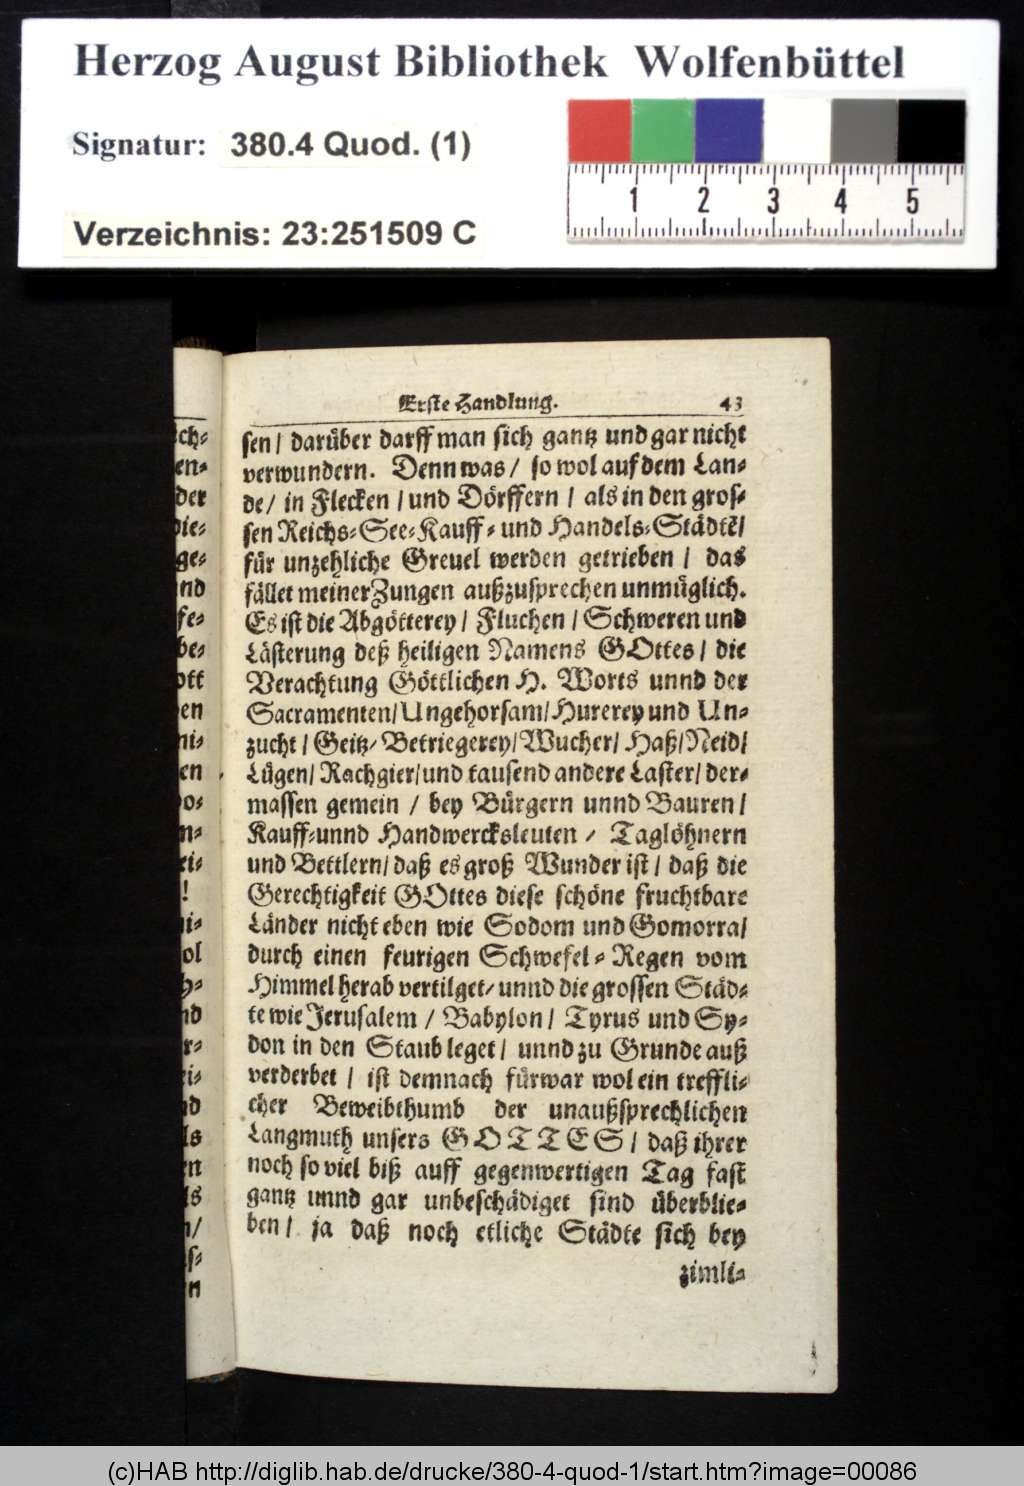 Herzog August Bibliothek Wolfenbüttel
Signatur: 380.4 Quod. (1)
Verzeichnis: 23:251509 C
1 2 3 4 5
Erste Handlung. 43
sen/ darüber darff man sich gantz und gar nicht
verwundern. Denn was/ so wol auf dem Lan-
de/ in Flecken/ und Dörffern/ als in den gros-
sen Reichs-See-Kauff- und Handels-Städtē/
für unzehliche Greuel werden getrieben/ das
fället meiner Zungen außzusprechen unmüglich.
Es ist die Abgötterey/ Fluchen/ Schweren und
Lästerung deß heiligen Namens GOttes/ die
Verachtung Göttlichen H. Worts unnd der
Sacramenten/ Ungehorsam/ Hurerey und Un-
zucht/ Geitz/ Betriegerey/ Wucher/ Haß/ Neid/
Lügen/ Rachgier/ und tausend andere Laster/ der-
massen gemein/ bey Bürgern unnd Bauren/
Kauff-unnd Handwercksleuten/ Taglöhnern
und Bettlern/ daß es groß Wunder ist/ daß die
Gerechtigkeit GOttes diese schöne fruchtbare
Länder nicht eben wie Sodom und Gomorra/
durch einen feurigen Schwefel-Regen vom
Himmel herab vertilget/ unnd die grossen Städ-
te wie Jerusalem/ Babylon/ Tyrus und Sy-
don in den Staub leget/ unnd zu Grunde auß
verderbet/ ist demnach fürwar wol ein treffli-
cher Beweibthumb der unaußsprechlichen
Langmuth unsers GOTTES/ daß ihrer
noch so viel biß auff gegenwertigen Tag fast
gantz unnd gar unbeschädiget sind überblie-
ben/ ja daß noch etliche Städte sich bey
zimli-
(c)HAB http://diglib.hab.de/drucke/380-4-quod-1/start.htm?image=00086